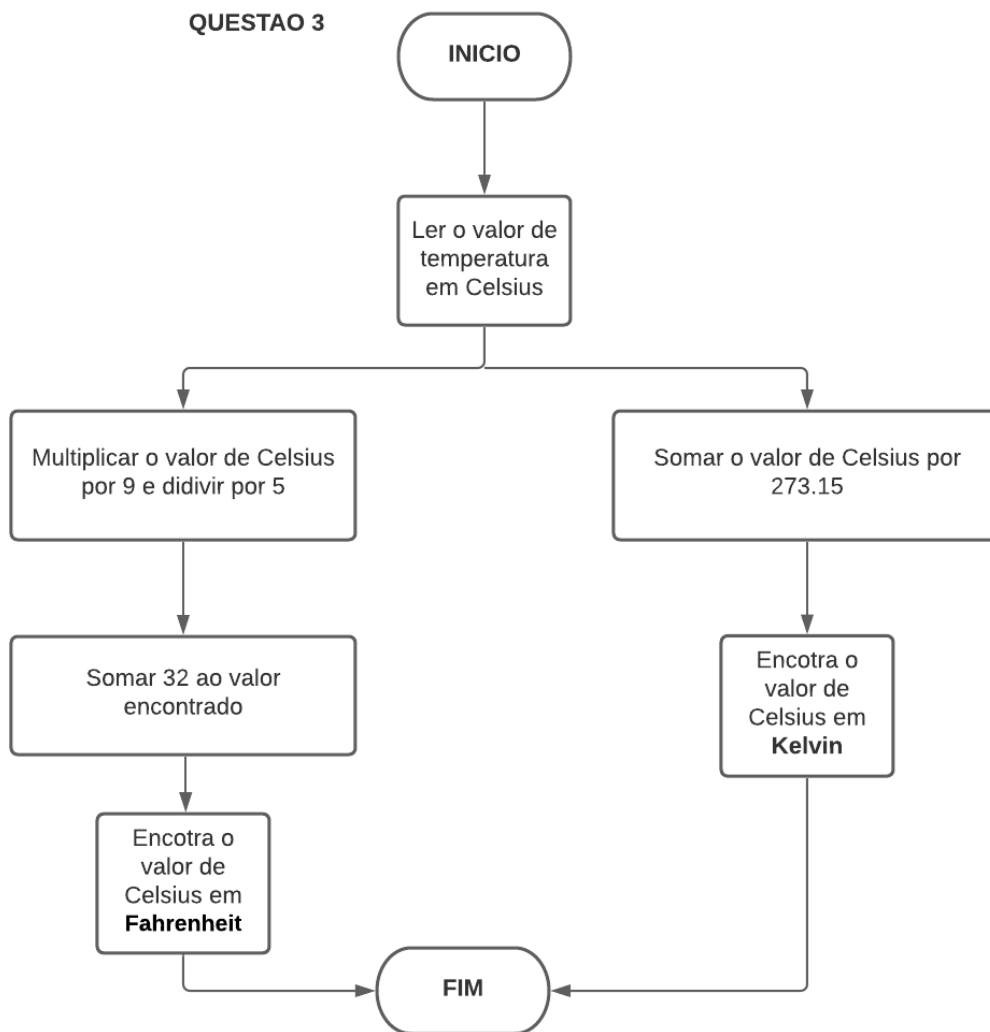 QUESTAO 3
INICIO
Ler o valor de
temperatura
em Celsius
Multiplicar o valor de Celsius
por 9 e didivir por 5
Somar o valor de Celsius por
273.15
Somar 32 ao valor
encontrado
Encotra o
valor de
Celsius em
Kelvin
Encotra o
valor de
Celsius em
Fahrenheit
FIM